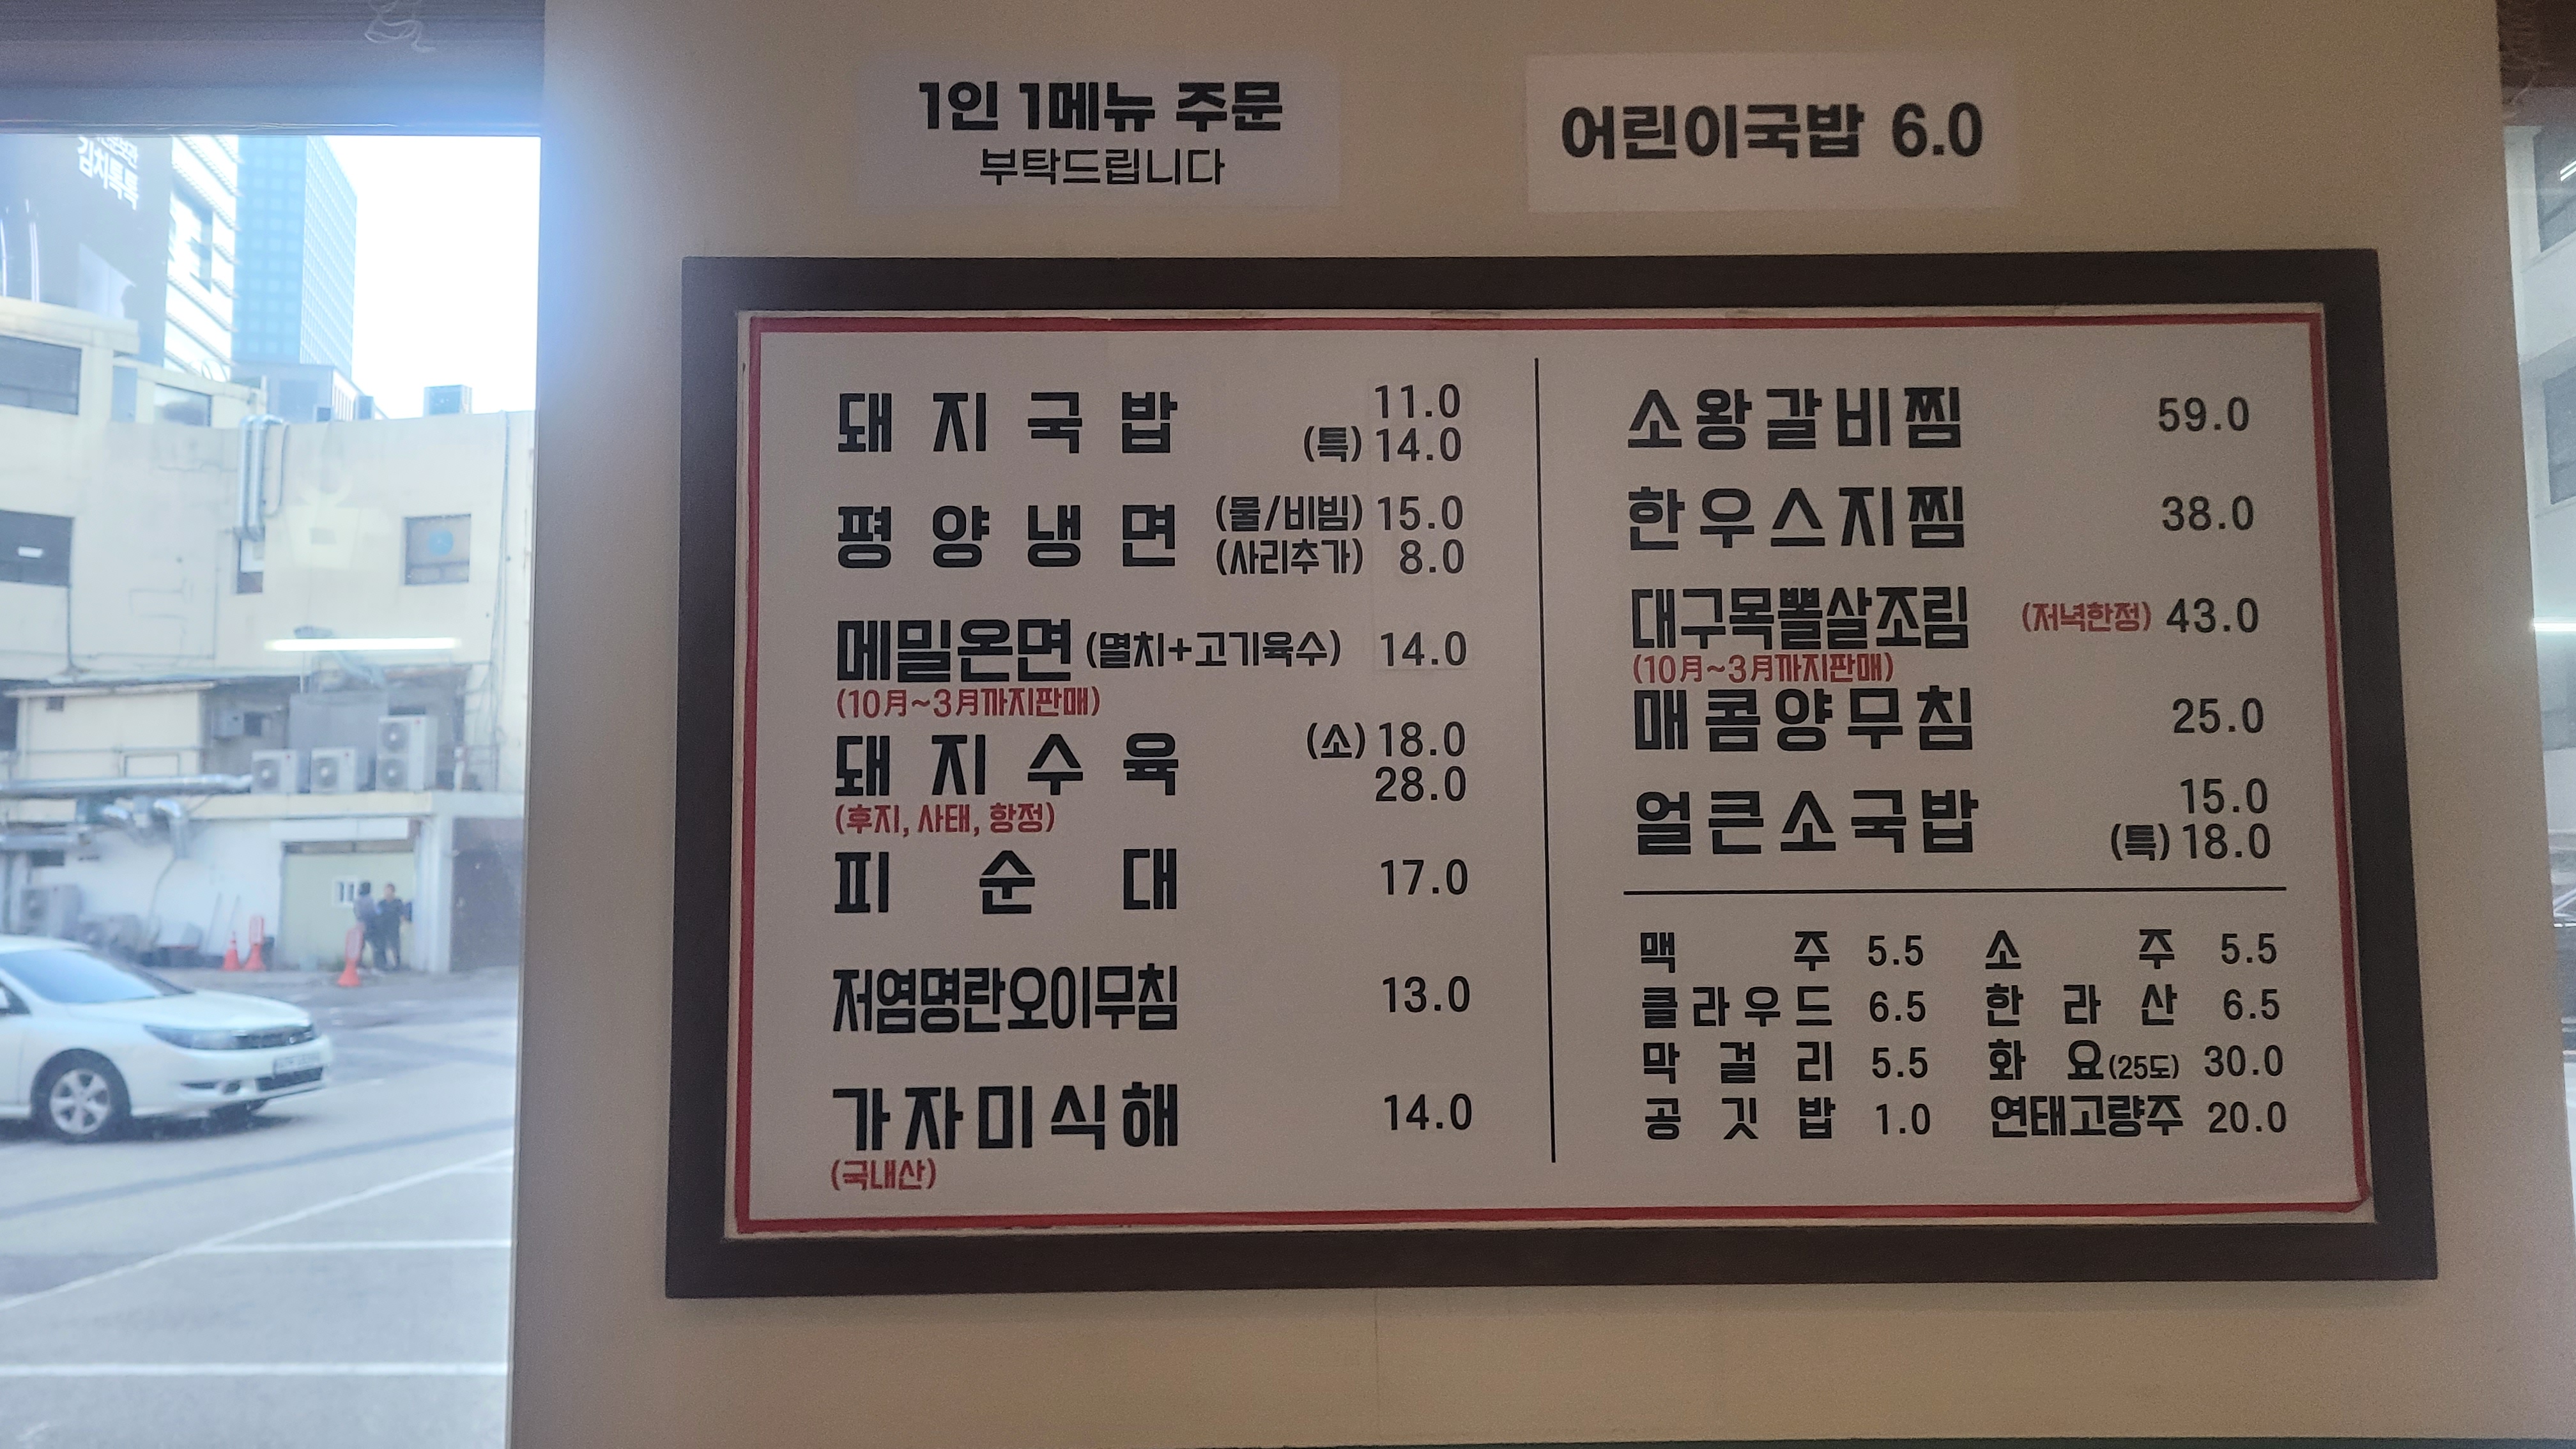 김치톡톡
1인 1메뉴 주문
부탁드립니다
어린이국밥 6.0
돼지국밥 11.0
(특) 14.0
평양냉면 (물/비빔) 15.0
(사리추가) 8.0
메밀온면 (멸치+고기육수) 14.0
(10月~3月까지판매)
돼지수육 (소) 18.0
28.0
(후지, 사태, 항정)
피순대 17.0
저염명란오이무침 13.0
가자미식해 14.0
(국내산)
소왕갈비찜 59.0
한우스지찜 38.0
대구목뽈살조림 (저녁한정) 43.0
(10月~3月까지판매)
매콤양무침 25.0
얼큰소국밥 15.0
(특) 18.0
맥주 5.5 소주 5.5
클라우드 6.5 한라산 6.5
막걸리 5.5 화요(25도) 30.0
공깃밥 1.0 연태고량주 20.0